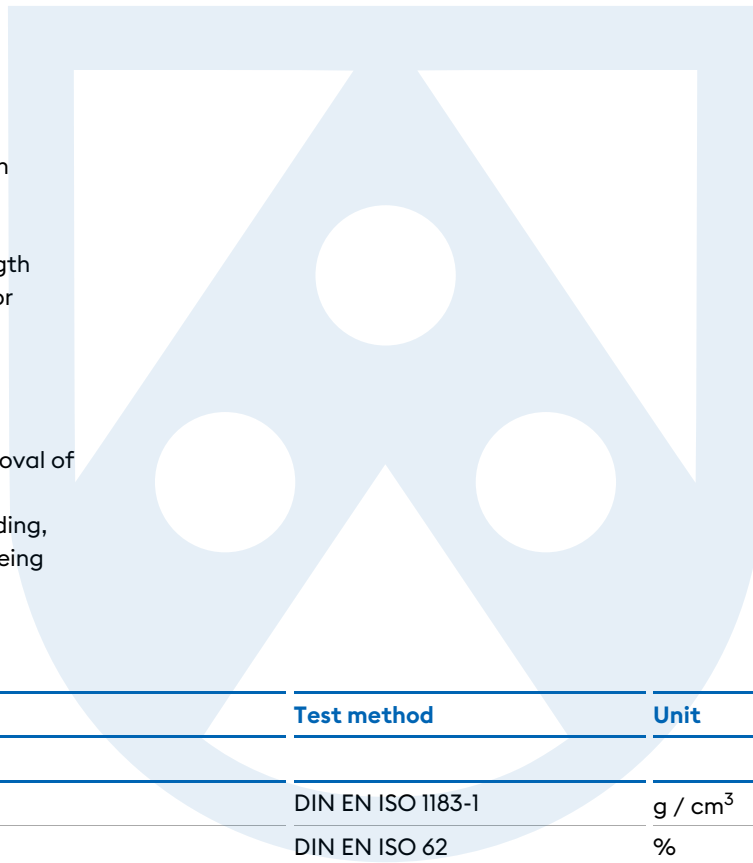 n
gth
or
oval of
ding,
eing
Test method Unit
DIN EN ISO 1183-1 g / cm³
DIN EN ISO 62 %